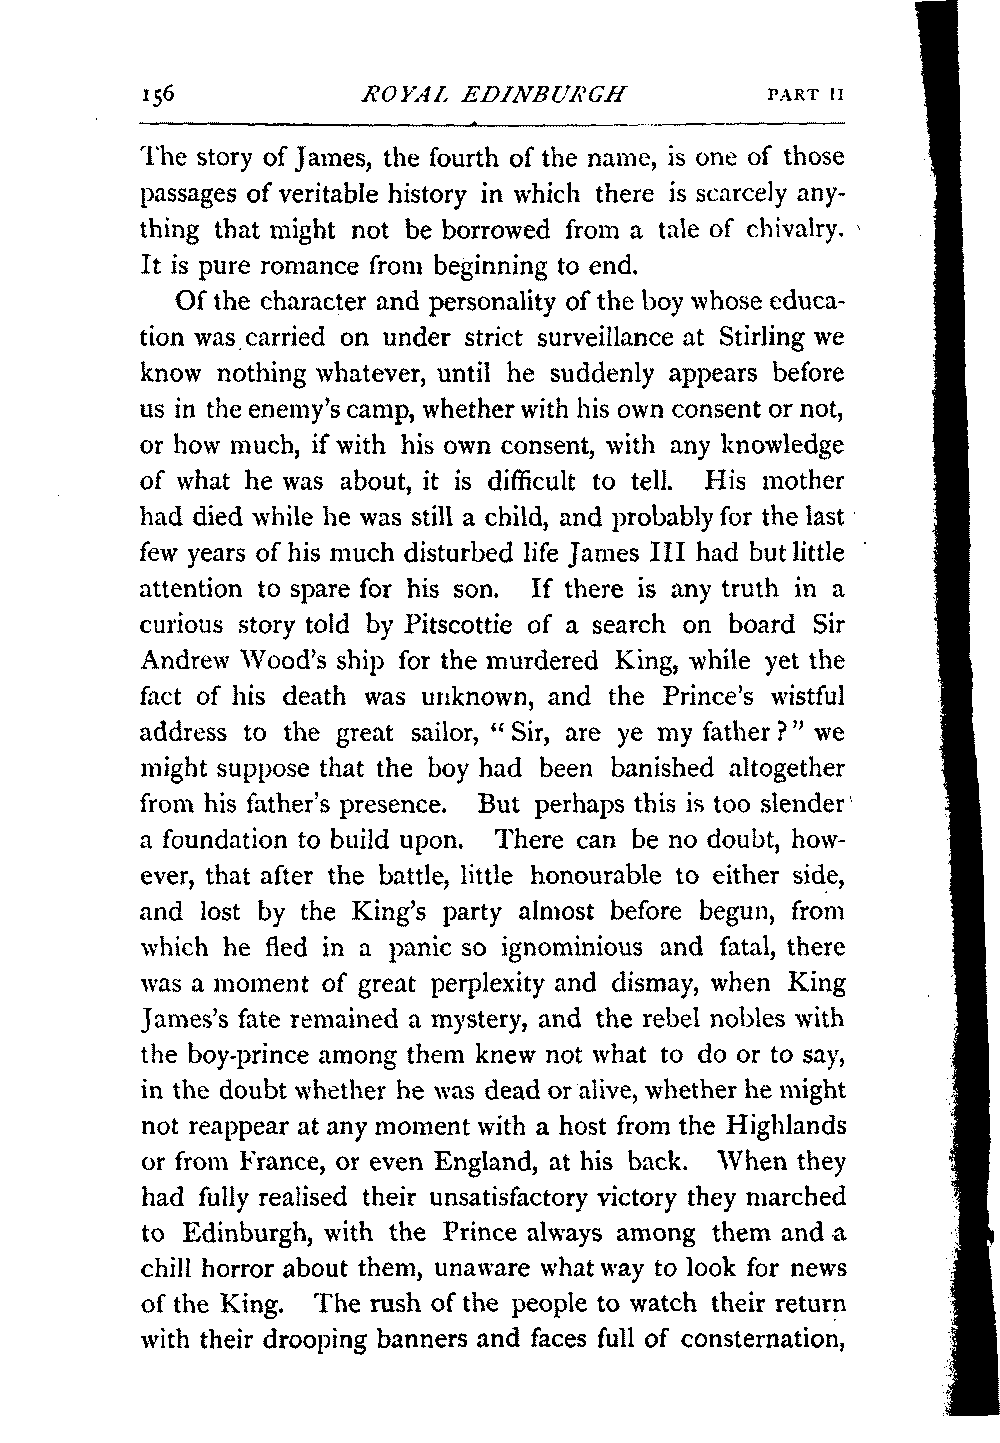 156 ROYAL EDINBURGH PART II
The story of James, the fourth of the name, is one of those
passages of veritable history in which there is scarcely any-
thing that might not be borrowed from a tale of chivalry.
It is pure romance from beginning to end.
Of the character and personality of the boy whose educa-
tion was carried on under strict surveillance at Stirling we
know nothing whatever, until he suddenly appears before
us in the enemy's camp, whether with his own consent or not,
or how much, if with his own consent, with any knowledge
of what he was about, it is difficult to tell. His mother
had died while he was still a child, and probably for the last
few years of his much disturbed life James III had but little
attention to spare for his son. If there is any truth in a
curious story told by Pitscottie of a search on board Sir
Andrew Wood's ship for the murdered King, while yet the
fact of his death was unknown, and the Prince's wistful
address to the great sailor, "Sir, are ye my father?" we
might suppose that the boy had been banished altogether
from his father's presence. But perhaps this is too slender
a foundation to build upon. There can be no doubt, how-
ever, that after the battle, little honourable to either side,
and lost by the King's party almost before begun, from
which he fled in a panic so ignominious and fatal, there
was a moment of great perplexity and dismay, when King
James's fate remained a mystery, and the rebel nobles with
the boy-prince among them knew not what to do or to say,
in the doubt whether he was dead or alive, whether he might
not reappear at any moment with a host from the Highlands
or from France, or even England, at his back. When they
had fully realised their unsatisfactory victory they marched
to Edinburgh, with the Prince always among them and a
chill horror about them, unaware what way to look for news
of the King. The rush of the people to watch their return
with their drooping banners and faces full of consternation,